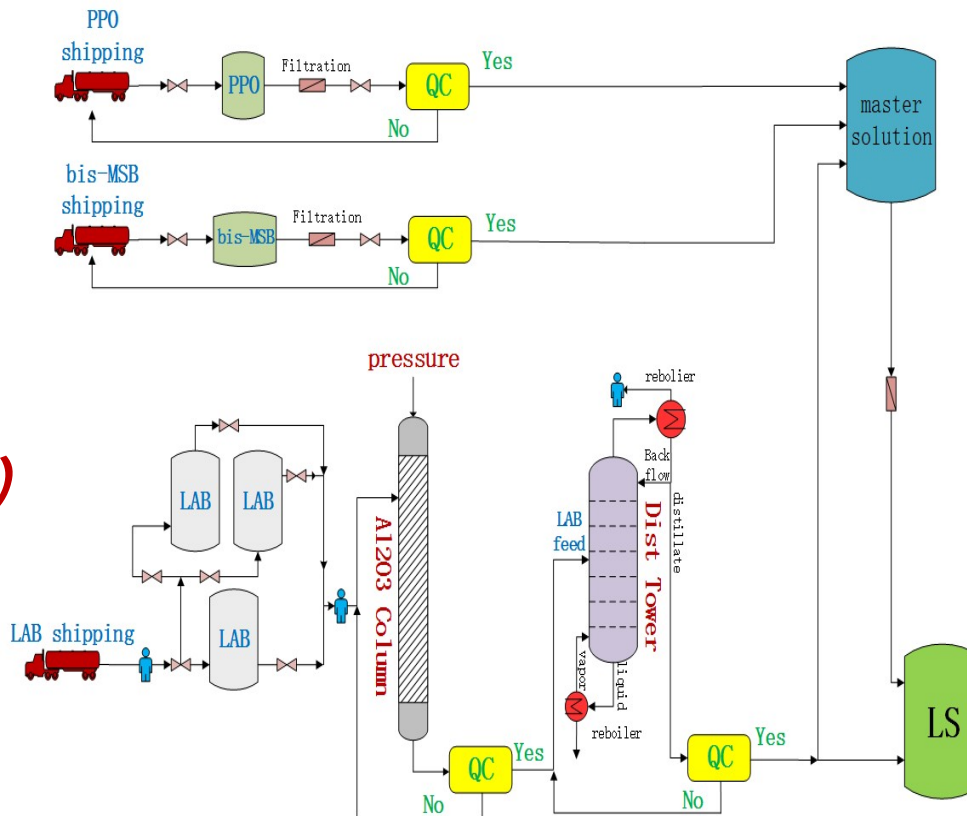 PPO
shipping
PPO
Filtration
QC
Yes
No
master
solution
bis-MSB
shipping
bis-MSB
Filtration
QC
Yes
No
pressure
rebolier
Back
flow
distillate
LAB
LAB
LAB
Al2O3 Column
LAB
feed
Dist Tower
LAB shipping
vapor
liquid
reboiler
QC
Yes
No
QC
Yes
No
LS
)